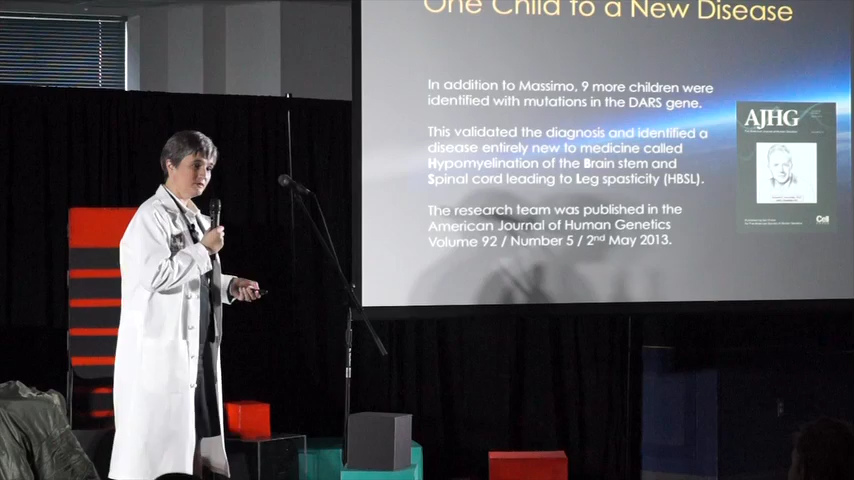 One Child to a New Disease
In addition to Massimo, 9 more children were
identified with mutations in the DARS gene.
This validated the diagnosis and identified a
disease entirely new to medicine called
Hypomyelination of the Brain stem and
Spinal cord leading to Leg spasticity (HBSL).
The research team was published in the
American Journal of Human Genetics
Volume 92 / Number 5 / 2nd May 2013.
AJHG
Cell